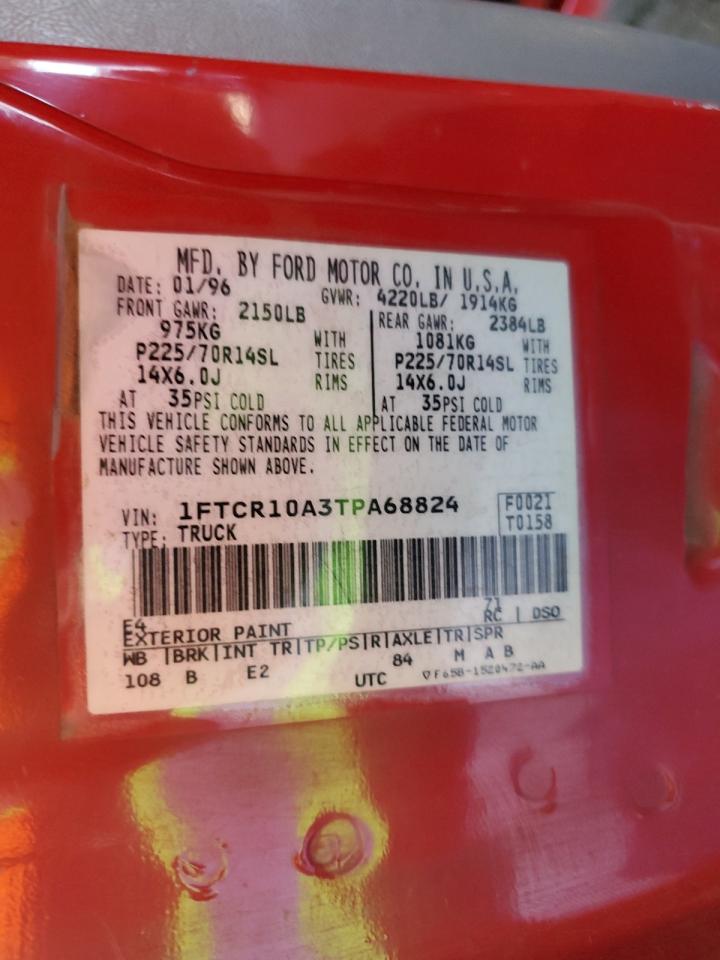 MFD. BY FORD MOTOR CO. IN U.S.A.
DATE: 01/96 GVWR: 4220LB/ 1914KG
FRONT GAWR: 2150LB REAR GAWR: 2384LB
975KG WITH 1081KG WITH
P225/70R14SL TIRES P225/70R14SL TIRES
14X6.0J RIMS 14X6.0J RIMS
AT 35PSI COLD AT 35PSI COLD
THIS VEHICLE CONFORMS TO ALL APPLICABLE FEDERAL MOTOR
VEHICLE SAFETY STANDARDS IN EFFECT ON THE DATE OF
MANUFACTURE SHOWN ABOVE.
VIN: 1FTCR10A3TPA68824 F0021
TYPE: TRUCK T0158
E4 71
EXTERIOR PAINT RC DSO
WB BRK INT TR TP/PS R AXLE TR SPR
108 B E2 UTC 84 M A B
F65B-1520472-AA